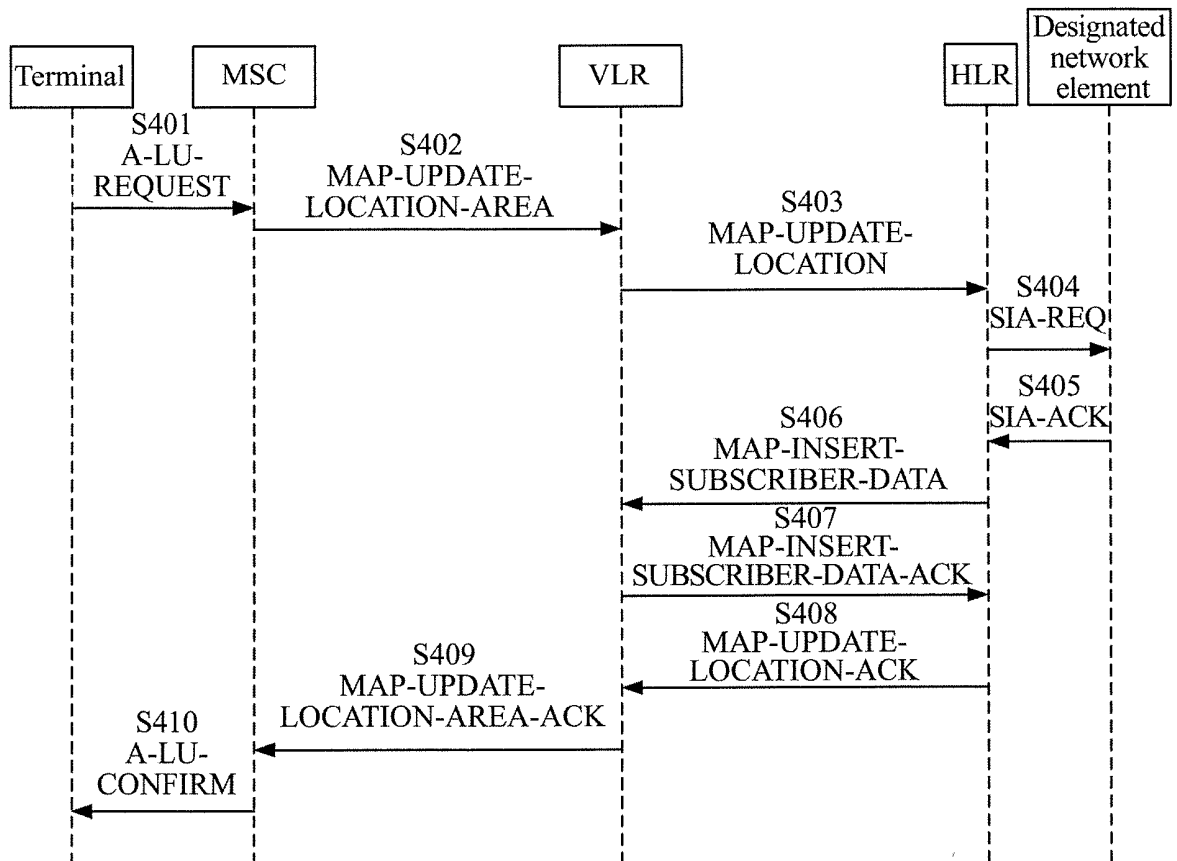 Terminal
MSC
VLR
HLR
Designated
network
element
S401
A-LU-
REQUEST
S402
MAP-UPDATE-
LOCATION-AREA
S403
MAP-UPDATE-
LOCATION
S404
SIA-REQ
S405
SIA-ACK
S406
MAP-INSERT-
SUBSCRIBER-DATA
S407
MAP-INSERT-
SUBSCRIBER-DATA-ACK
S408
MAP-UPDATE-
LOCATION-ACK
S409
MAP-UPDATE-
LOCATION-AREA-ACK
S410
A-LU-
CONFIRM